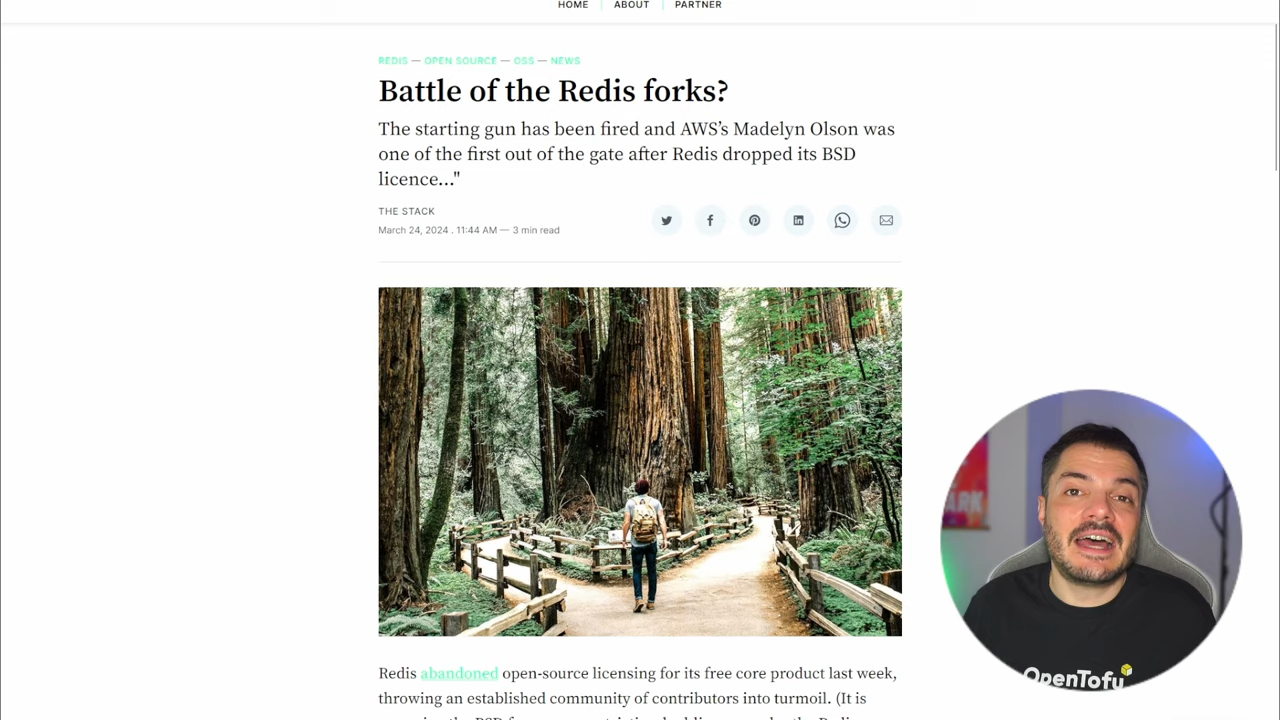 HOME ABOUT PARTNER
REDIS — OPEN SOURCE — OSS — NEWS
Battle of the Redis forks?
The starting gun has been fired and AWS’s Madelyn Olson was
one of the first out of the gate after Redis dropped its BSD
licence..."
THE STACK
March 24, 2024 . 11:44 AM — 3 min read
Redis abandoned open-source licensing for its free core product last week,
throwing an established community of contributors into turmoil. (It is
OpenTofu